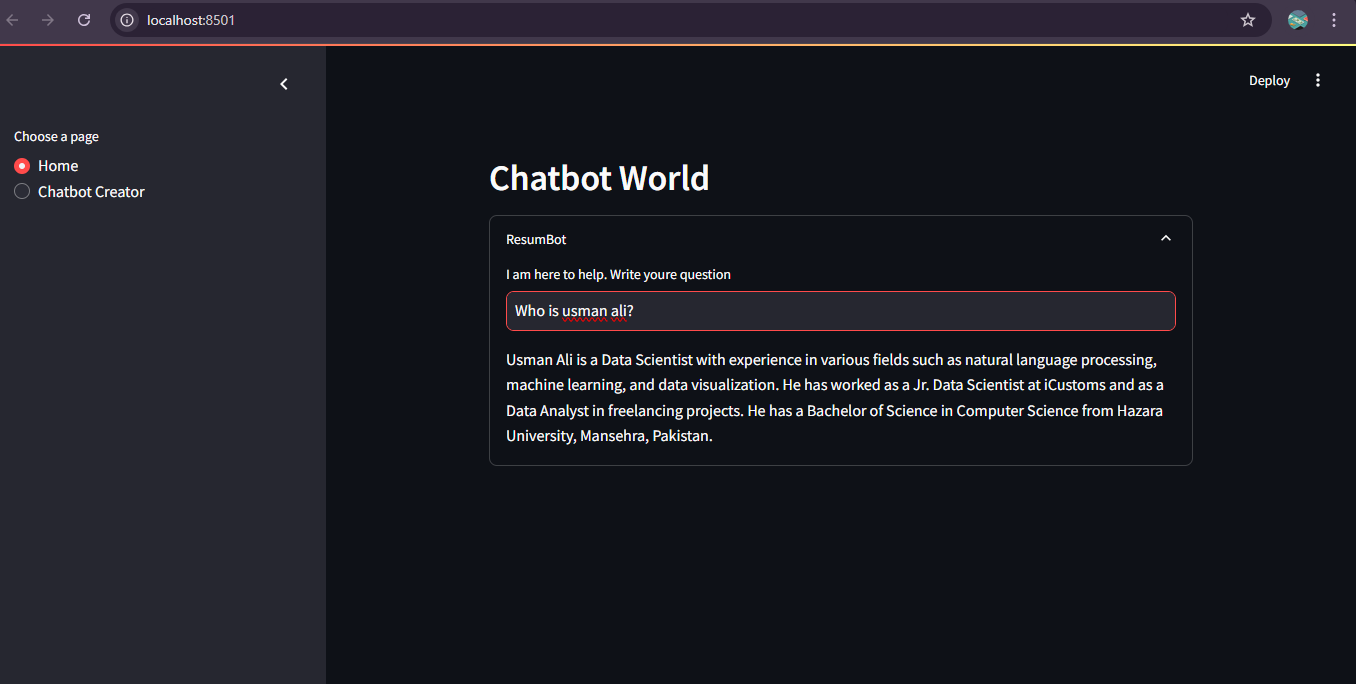 localhost:8501
Deploy
Choose a page
Home
Chatbot Creator
Chatbot World
ResumBot
I am here to help. Write youre question
Who is usman ali?
Usman Ali is a Data Scientist with experience in various fields such as natural language processing,
machine learning, and data visualization. He has worked as a Jr. Data Scientist at iCustoms and as a
Data Analyst in freelancing projects. He has a Bachelor of Science in Computer Science from Hazara
University, Mansehra, Pakistan.